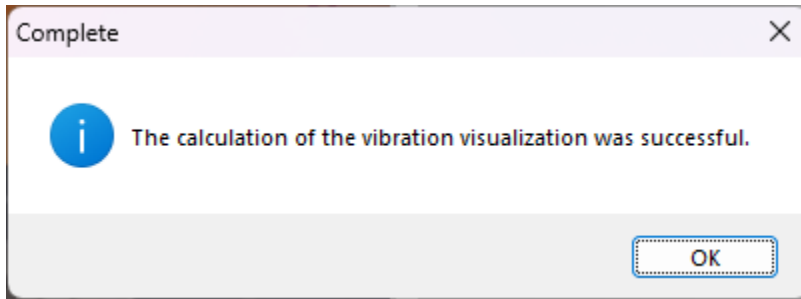 Complete
The calculation of the vibration visualization was successful.
OK